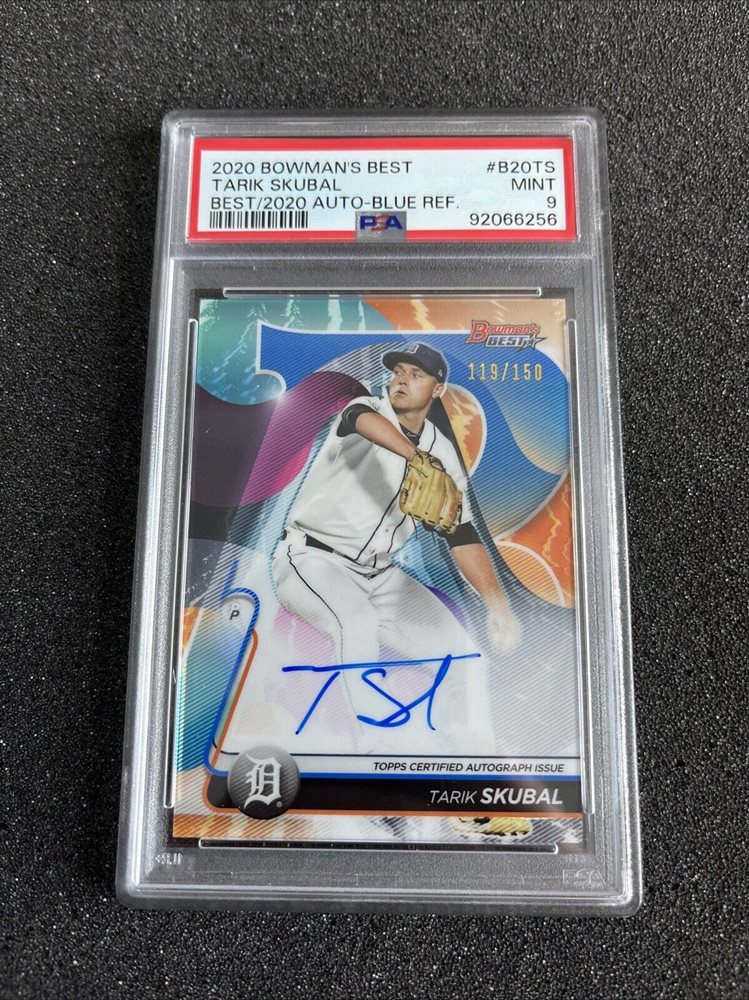 2020 BOWMAN'S BEST #B20TS
TARIK SKUBAL MINT
BEST/2020 AUTO-BLUE REF. 9
PSA 92066256
Bowman's
BEST
119/150
D
P
T Sk
TOPPS CERTIFIED AUTOGRAPH ISSUE
D
TARIK SKUBAL